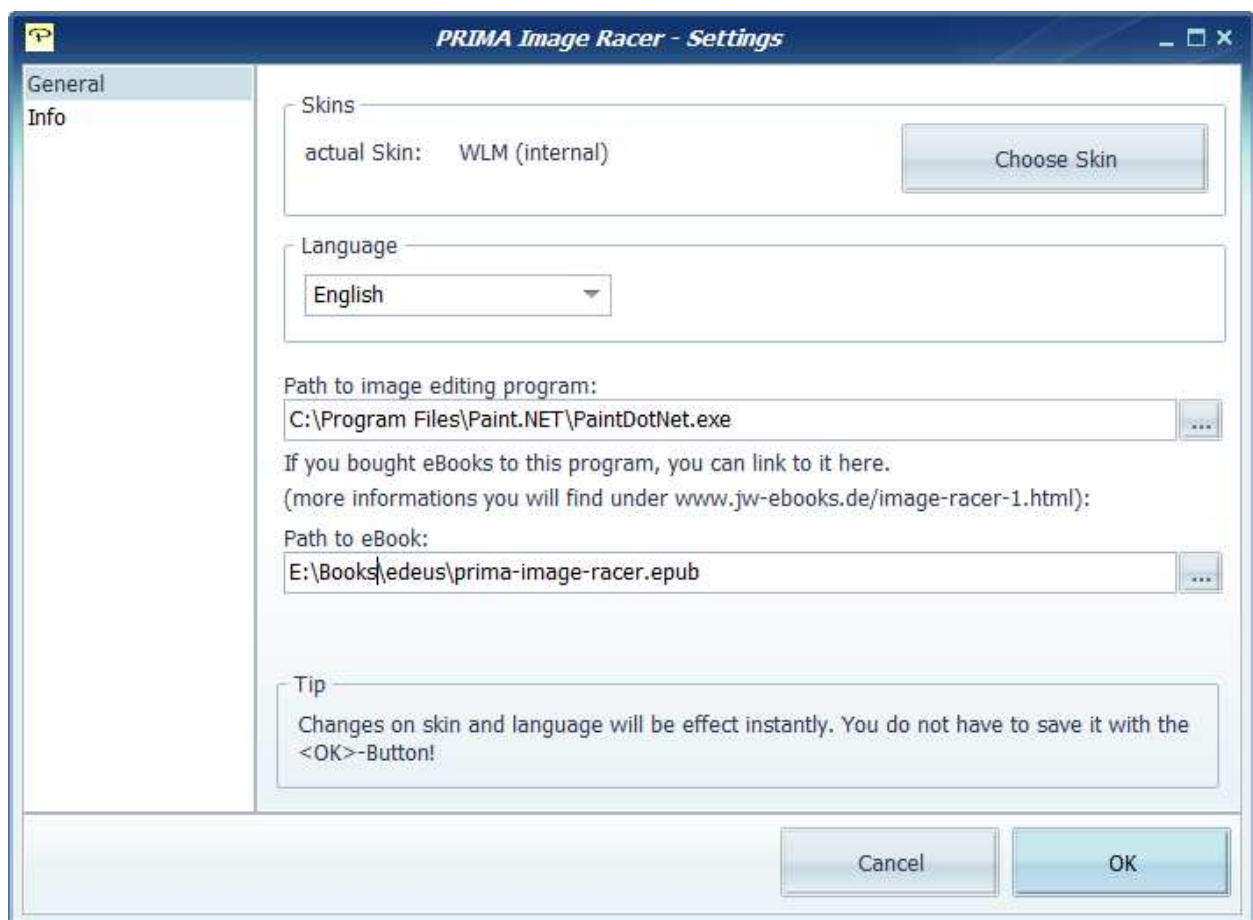 PRIMA Image Racer - Settings
General
Info
Skins
actual Skin: WLM (internal)
Choose Skin
Language
English
Path to image editing program:
C:\Program Files\Paint.NET\PaintDotNet.exe
...
If you bought eBooks to this program, you can link to it here.
(more informations you will find under www.jw-ebooks.de/image-racer-1.html):
Path to eBook:
E:\Books\edeus\prima-image-racer.epub
...
Tip
Changes on skin and language will be effect instantly. You do not have to save it with the
<OK>-Button!
Cancel
OK